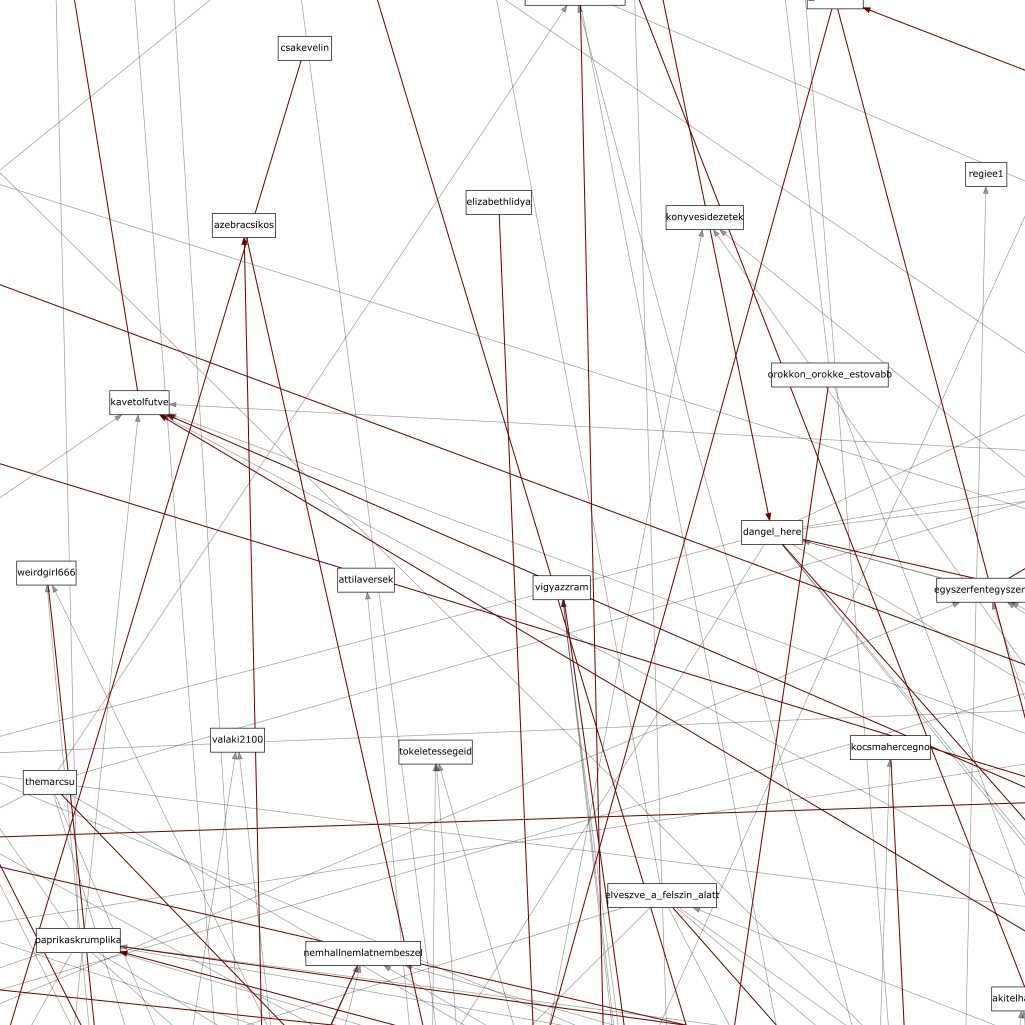 csakevelin
regiee1
elizabethlidya
konyvesidezetek
azebracsikos
orokkon_orokke_estovabb
kavetolfutve
dangel_here
weirdgirl666
attilaversek
vigyazzram
egyszerfentegyszer
valaki2100
tokeletessegeid
kocsmahercegno
themarcsu
elveszve_a_felszin_alatt
paprikaskrumplika
nemhallnemlatnembeszel
akitelha